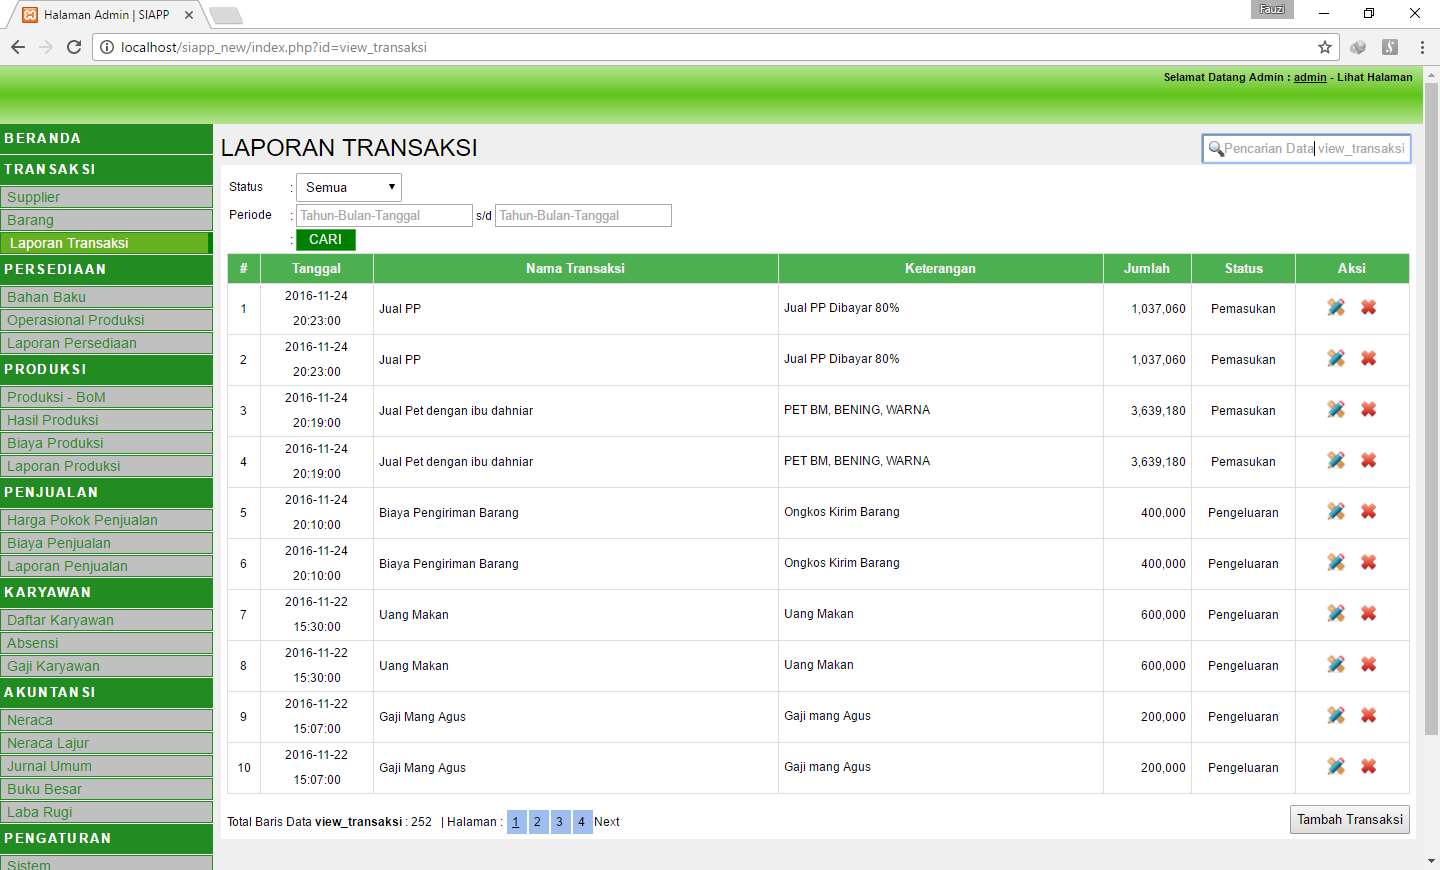 Halaman Admin | SIAPP
Fauzi
localhost/siapp_new/index.php?id=view_transaksi
Selamat Datang Admin : admin - Lihat Halaman
BERANDA
TRANSAKSI
Supplier
Barang
Laporan Transaksi
PERSEDIAAN
Bahan Baku
Operasional Produksi
Laporan Persediaan
PRODUKSI
Produksi - BoM
Hasil Produksi
Biaya Produksi
Laporan Produksi
PENJUALAN
Harga Pokok Penjualan
Biaya Penjualan
Laporan Penjualan
KARYAWAN
Daftar Karyawan
Absensi
Gaji Karyawan
AKUNTANSI
Neraca
Neraca Lajur
Jurnal Umum
Buku Besar
Laba Rugi
PENGATURAN
Sistem
LAPORAN TRANSAKSI
Pencarian Data view_transaksi
Status : Semua
Periode : Tahun-Bulan-Tanggal s/d Tahun-Bulan-Tanggal
: CARI
# Tanggal Nama Transaksi Keterangan Jumlah Status Aksi
1 2016-11-24 20:23:00 Jual PP Jual PP Dibayar 80% 1,037,060 Pemasukan
2 2016-11-24 20:23:00 Jual PP Jual PP Dibayar 80% 1,037,060 Pemasukan
3 2016-11-24 20:19:00 Jual Pet dengan ibu dahniar PET BM, BENING, WARNA 3,639,180 Pemasukan
4 2016-11-24 20:19:00 Jual Pet dengan ibu dahniar PET BM, BENING, WARNA 3,639,180 Pemasukan
5 2016-11-24 20:10:00 Biaya Pengiriman Barang Ongkos Kirim Barang 400,000 Pengeluaran
6 2016-11-24 20:10:00 Biaya Pengiriman Barang Ongkos Kirim Barang 400,000 Pengeluaran
7 2016-11-22 15:30:00 Uang Makan Uang Makan 600,000 Pengeluaran
8 2016-11-22 15:30:00 Uang Makan Uang Makan 600,000 Pengeluaran
9 2016-11-22 15:07:00 Gaji Mang Agus Gaji mang Agus 200,000 Pengeluaran
10 2016-11-22 15:07:00 Gaji Mang Agus Gaji mang Agus 200,000 Pengeluaran
Total Baris Data view_transaksi : 252 | Halaman : 1 2 3 4 Next
Tambah Transaksi